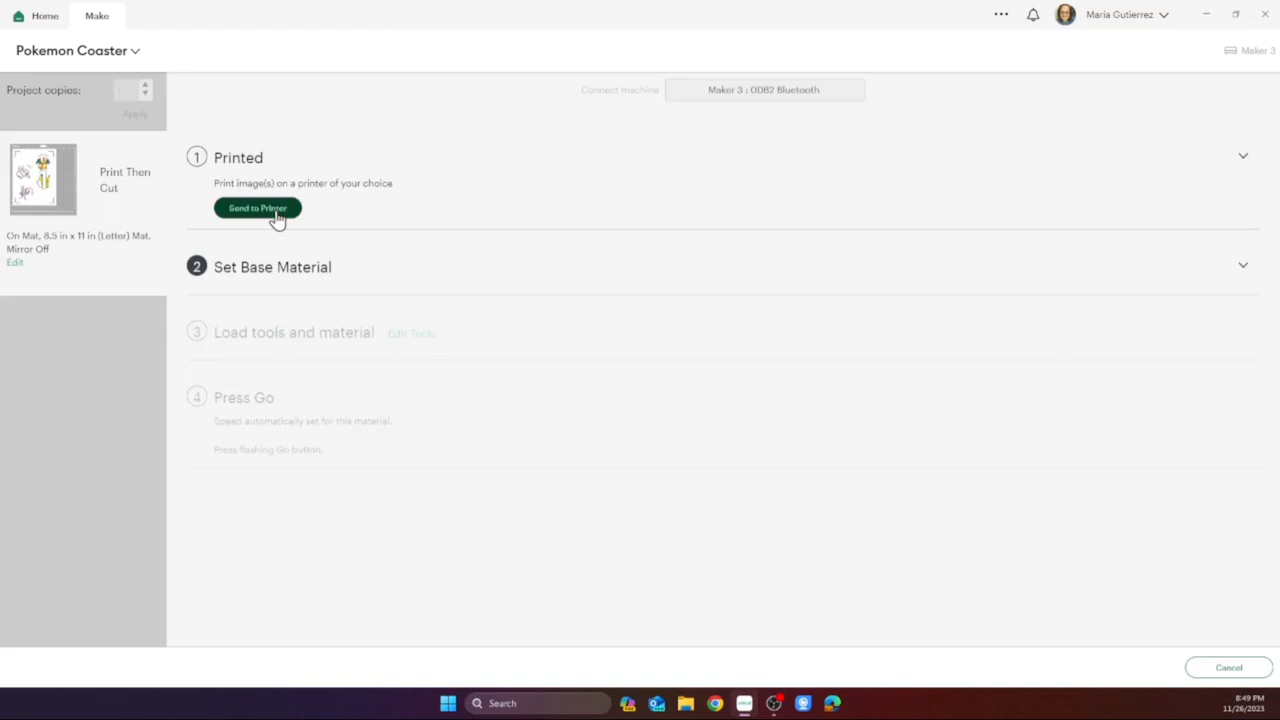 Home
Make
Maria Gutierrez
Pokemon Coaster
Maker 3
Project copies:
Apply
Connect machine
Maker 3 : 0DB2 Bluetooth
1 Printed
Print image(s) on a printer of your choice
Send to Printer
Print Then
Cut
On Mat, 8.5 in x 11 in (Letter) Mat,
Mirror Off
Edit
2 Set Base Material
3 Load tools and material Edit Tools
4 Press Go
Speed automatically set for this material.
Press flashing Go button.
Cancel
Search
cricut
8:49 PM
11/26/2023